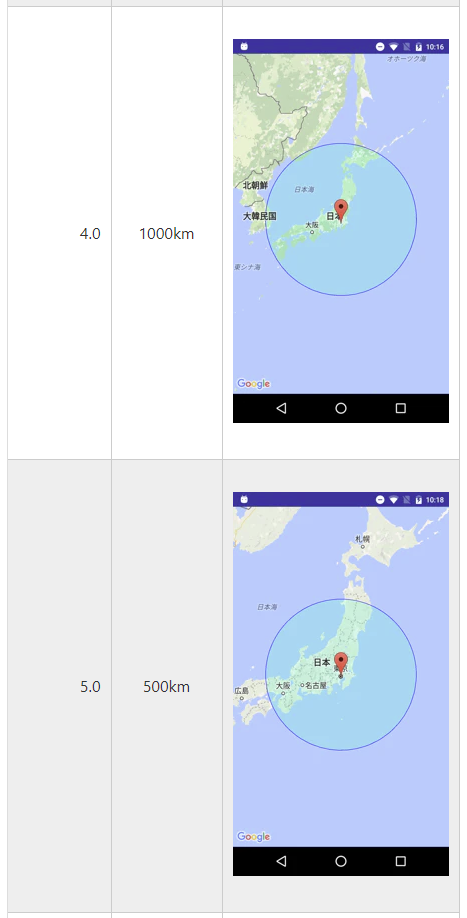 10:16
オホーツク海
北朝鮮
日本海
大韓民国
日本
大阪
東シナ海
4.0
1000km
Google
10:18
札幌
日本海
日本
東京
大阪
名古屋
広島
5.0
500km
Google